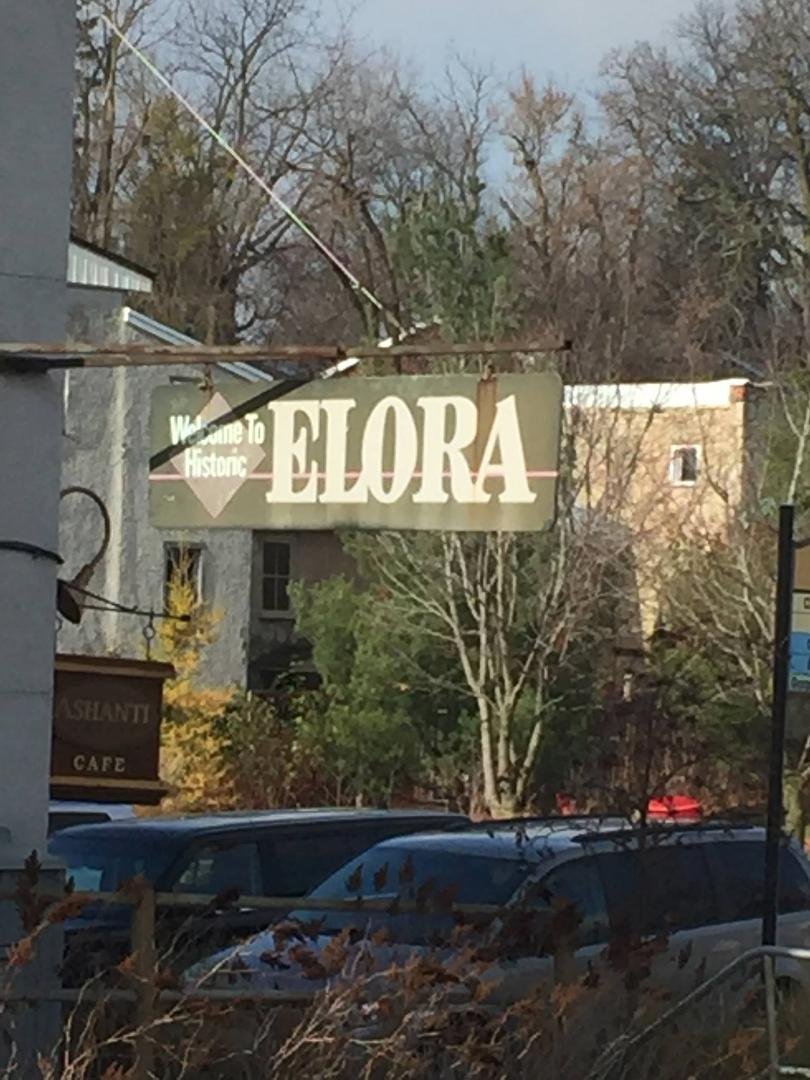 Welcome To
Historic
ELORA
ASHANTI
CAFE